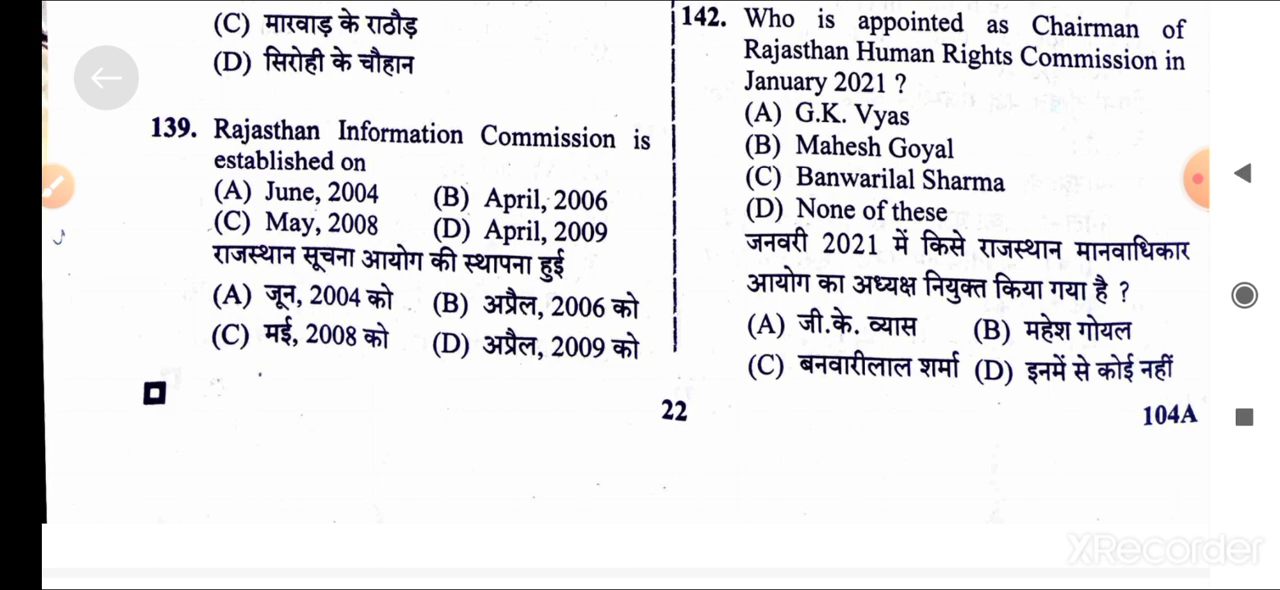 (C) मारवाड़ के राठौड़
(D) सिरोही के चौहान
139. Rajasthan Information Commission is
established on
(A) June, 2004 (B) April, 2006
(C) May, 2008 (D) April, 2009
राजस्थान सूचना आयोग की स्थापना हुई
(A) जून, 2004 को (B) अप्रैल, 2006 को
(C) मई, 2008 को (D) अप्रैल, 2009 को
142. Who is appointed as Chairman of
Rajasthan Human Rights Commission in
January 2021 ?
(A) G.K. Vyas
(B) Mahesh Goyal
(C) Banwarilal Sharma
(D) None of these
जनवरी 2021 में किसे राजस्थान मानवाधिकार
आयोग का अध्यक्ष नियुक्त किया गया है ?
(A) जी.के. व्यास (B) महेश गोयल
(C) बनवारीलाल शर्मा (D) इनमें से कोई नहीं
22
104A
XRecorder